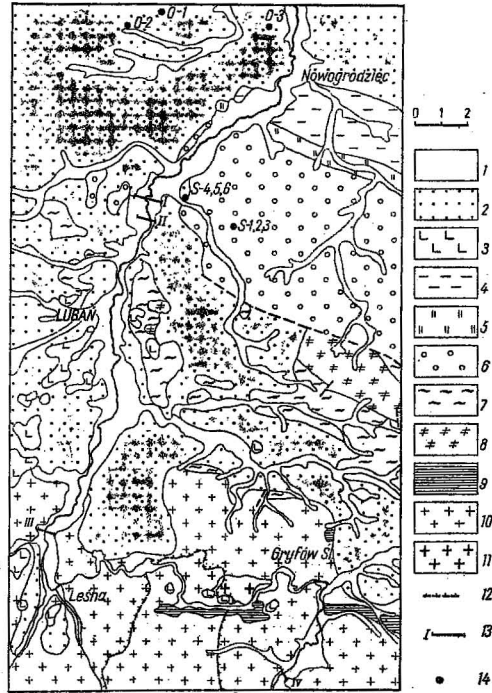 O-1
O-2
O-3
Nowogrodziec
0 1 2
S-4,5,6
I
II
S-1,2,3
LUBAŃ
III
Gryfów Śl.
Leśna
IV
1
2
3
4
5
6
7
8
9
10
11
12
I 13
14